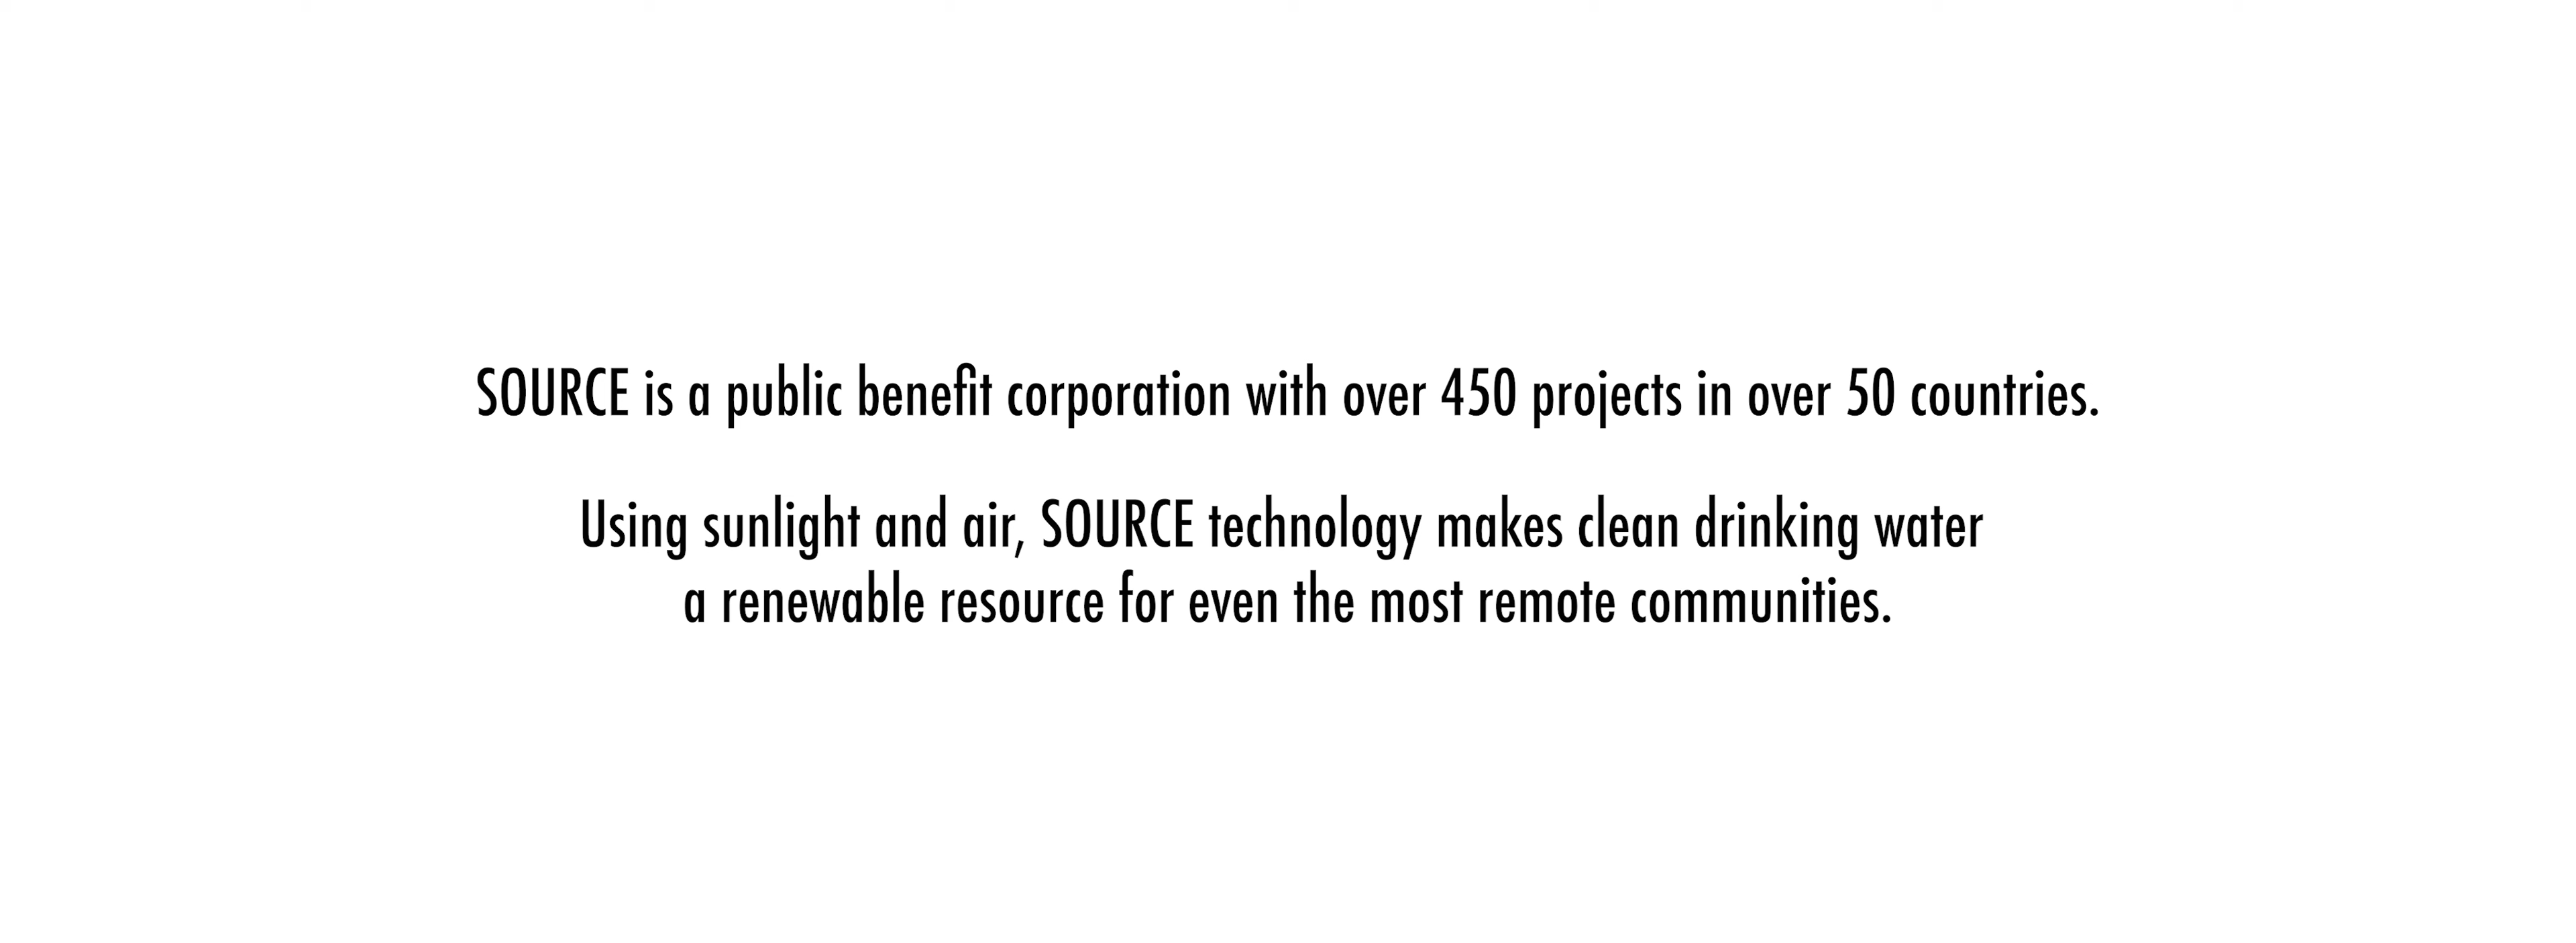 SOURCE is a public benefit corporation with over 450 projects in over 50 countries.
Using sunlight and air, SOURCE technology makes clean drinking water
a renewable resource for even the most remote communities.